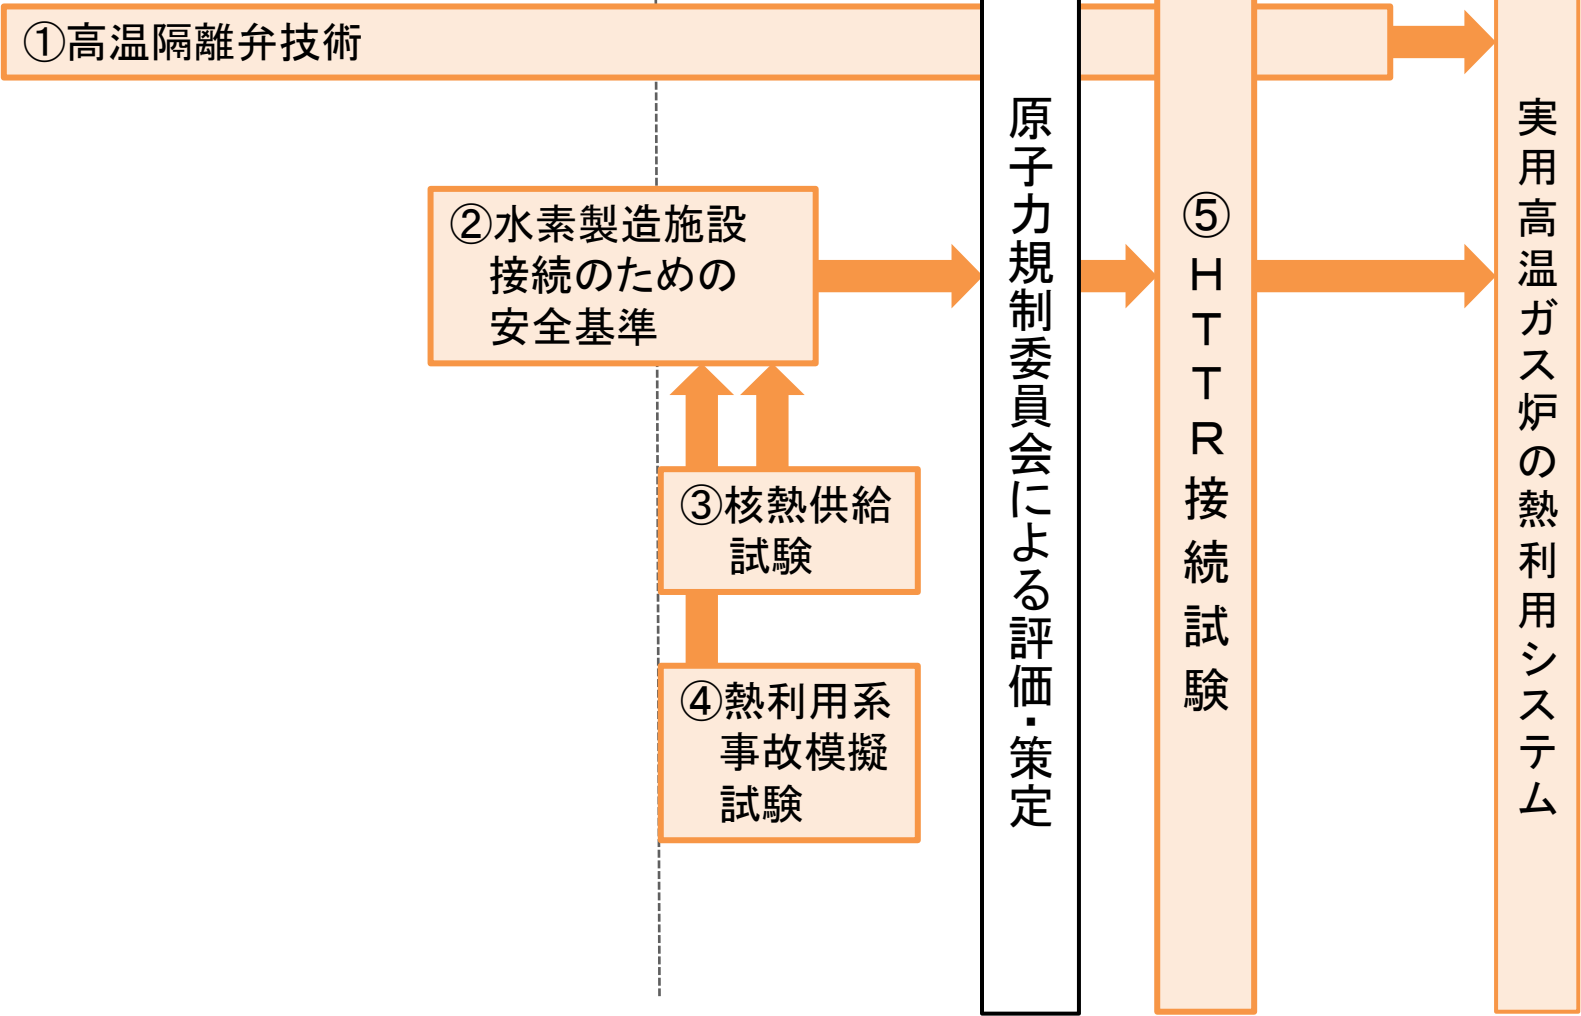 ①高温隔離弁技術
②水素製造施設
接続のための
安全基準
③核熱供給
試験
④熱利用系
事故模擬
試験
原子力規制委員会による評価・策定
⑤HTTR接続試験
実用高温ガス炉の熱利用システム